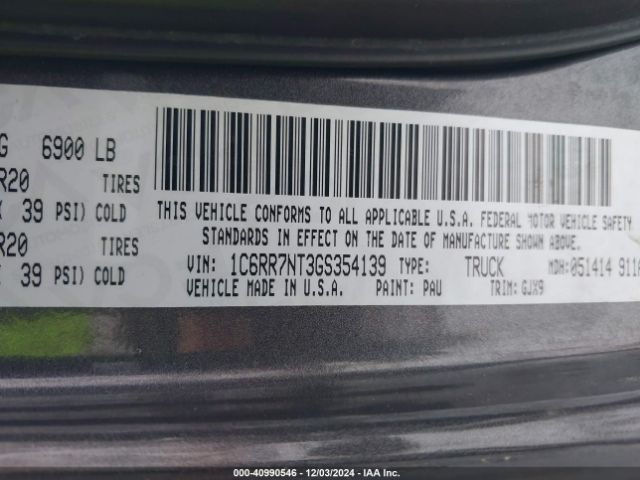 6900 LB
R20 TIRES
39 PSI) COLD
R20 TIRES
39 PSI) COLD
THIS VEHICLE CONFORMS TO ALL APPLICABLE U.S.A. FEDERAL MOTOR VEHICLE SAFETY
STANDARDS IN EFFECT ON THE DATE OF MANUFACTURE SHOWN ABOVE.
VIN: 1C6RR7NT3GS354139 TYPE: TRUCK MDH: 051414 911
VEHICLE MADE IN U.S.A. PAINT: PAU TRIM: GJX9
000-40990546 - 12/03/2024 - IAA Inc.